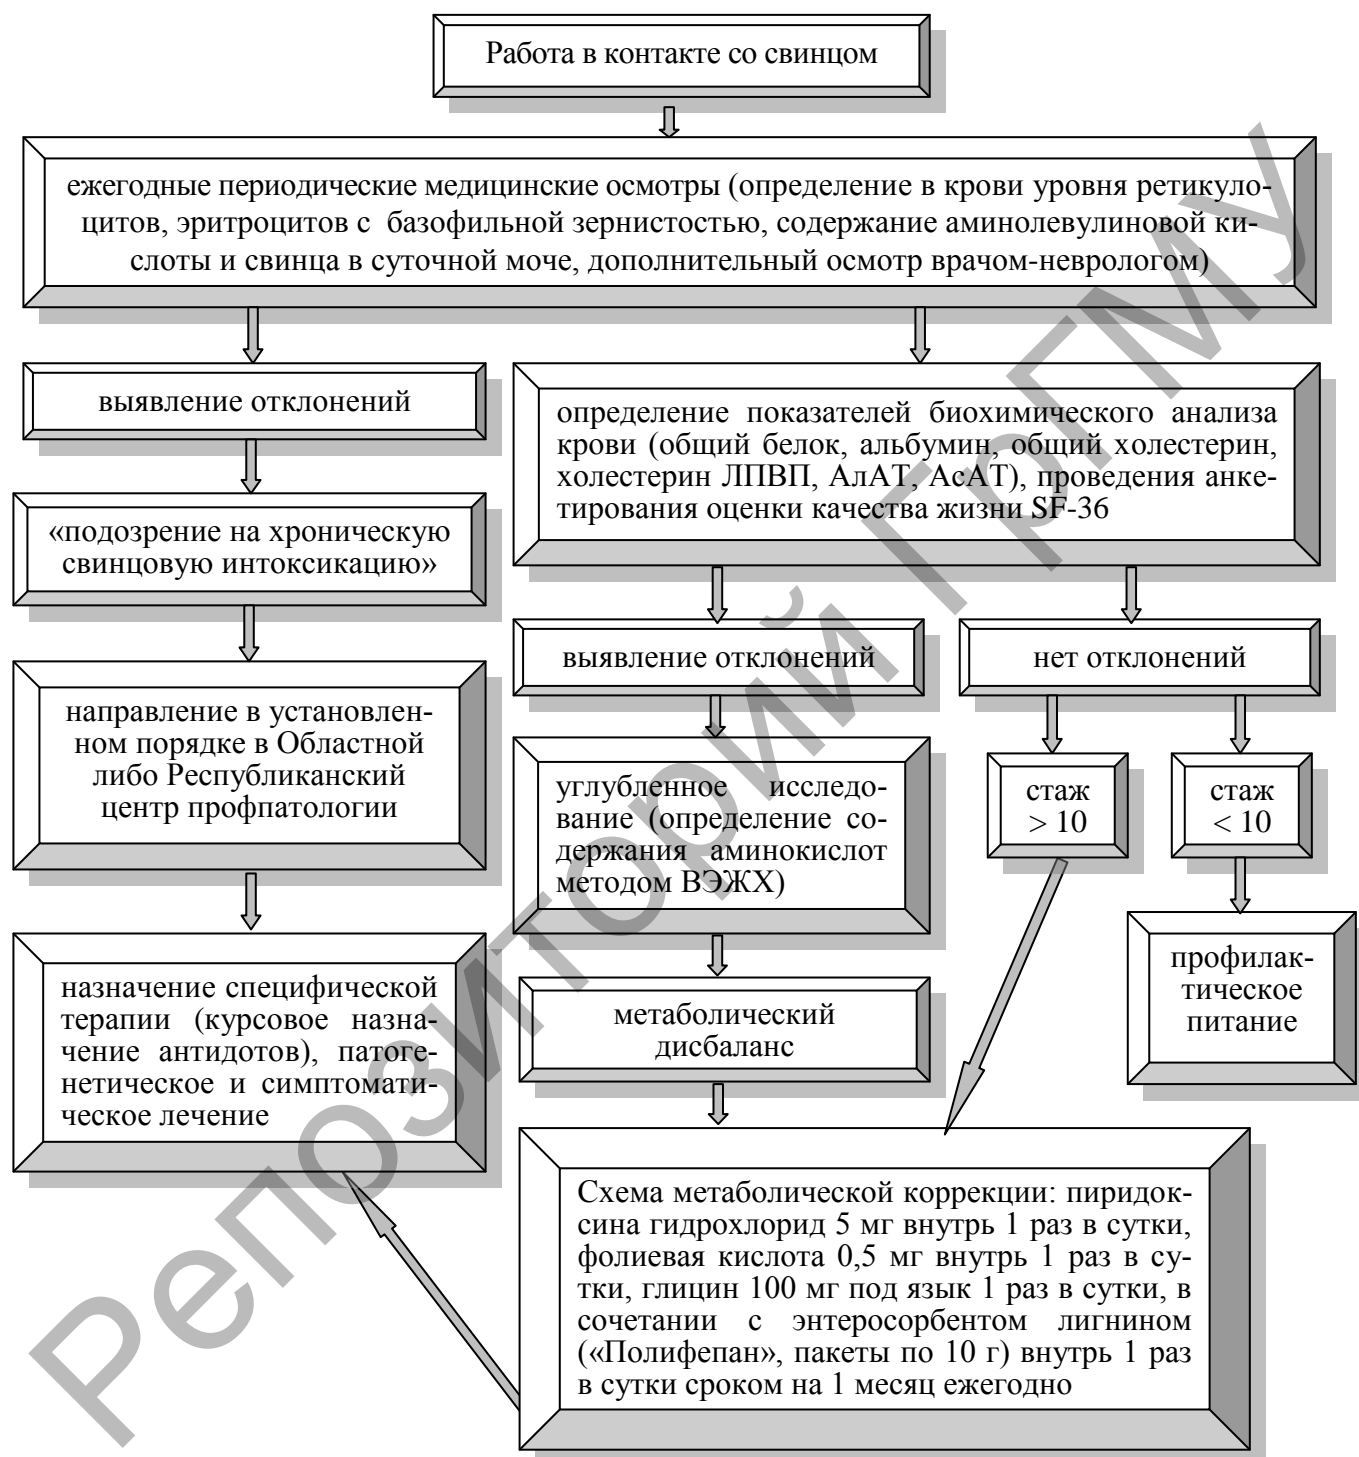 Работа в контакте со свинцом
ежегодные периодические медицинские осмотры (определение в крови уровня ретикуло-
цитов, эритроцитов с базофильной зернистостью, содержание аминолевулиновой ки-
слоты и свинца в суточной моче, дополнительный осмотр врачом-неврологом)
выявление отклонений
«подозрение на хроническую
свинцовую интоксикацию»
направление в установлен-
ном порядке в Областной
либо Республиканский
центр профпатологии
назначение специфической
терапии (курсовое назна-
чение антидотов), патоге-
нетическое и симптомати-
ческое лечение
определение показателей биохимического анализа
крови (общий белок, альбумин, общий холестерин,
холестерин ЛПВП, АлАТ, АсАТ), проведения анке-
тирования оценки качества жизни SF-36
выявление отклонений
углубленное исследо-
вание (определение со-
держания аминокислот
методом ВЭЖХ)
метаболический
дисбаланс
нет отклонений
стаж
> 10
стаж
< 10
профилак-
тическое
питание
Схема метаболической коррекции: пиридок-
сина гидрохлорид 5 мг внутрь 1 раз в сутки,
фолиевая кислота 0,5 мг внутрь 1 раз в су-
тки, глицин 100 мг под язык 1 раз в сутки, в
сочетании с энтеросорбентом лигнином
(«Полифепан», пакеты по 10 г) внутрь 1 раз
в сутки сроком на 1 месяц ежегодно
Репозиторий ГрГМУ